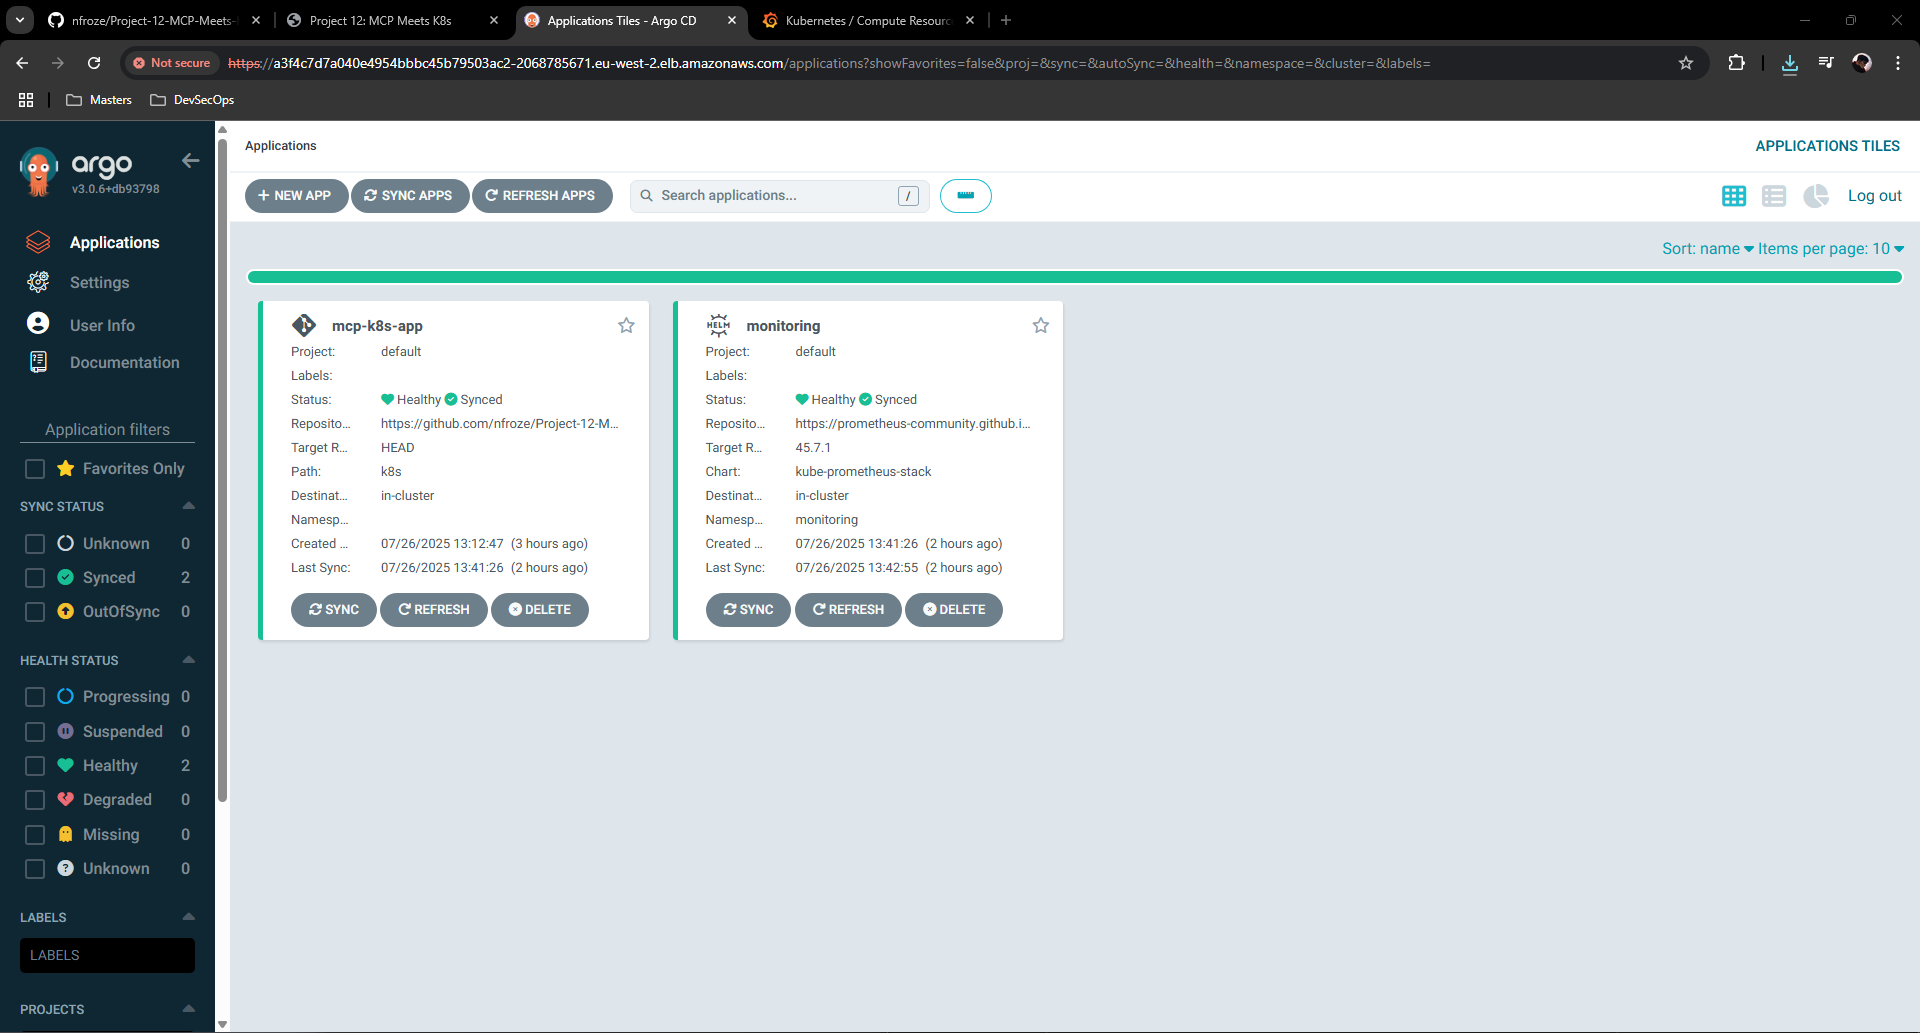 nfroze/Project-12-MCP-Meets-
Project 12: MCP Meets K8s
Applications Tiles - Argo CD
Kubernetes / Compute Resourc
Not secure
https://a3f4c7d7a040e4954bbbc45b79503ac2-2068785671.eu-west-2.elb.amazonaws.com/applications?showFavorites=false&proj=&sync=&autoSync=&health=&namespace=&cluster=&labels=
Masters
DevSecOps
argo
v3.0.6+db93798
Applications
Settings
User Info
Documentation
Application filters
Favorites Only
SYNC STATUS
Unknown 0
Synced 2
OutOfSync 0
HEALTH STATUS
Progressing 0
Suspended 0
Healthy 2
Degraded 0
Missing 0
Unknown 0
LABELS
LABELS
PROJECTS
Applications
APPLICATIONS TILES
+ NEW APP
SYNC APPS
REFRESH APPS
Search applications...
/
Log out
Sort: name
Items per page: 10
mcp-k8s-app
Project: default
Labels:
Status: Healthy Synced
Reposito... https://github.com/nfroze/Project-12-M...
Target R... HEAD
Path: k8s
Destinat... in-cluster
Namesp...
Created ... 07/26/2025 13:12:47 (3 hours ago)
Last Sync: 07/26/2025 13:41:26 (2 hours ago)
SYNC
REFRESH
DELETE
HELM
monitoring
Project: default
Labels:
Status: Healthy Synced
Reposito... https://prometheus-community.github.i...
Target R... 45.7.1
Chart: kube-prometheus-stack
Destinat... in-cluster
Namesp... monitoring
Created ... 07/26/2025 13:41:26 (2 hours ago)
Last Sync: 07/26/2025 13:42:55 (2 hours ago)
SYNC
REFRESH
DELETE